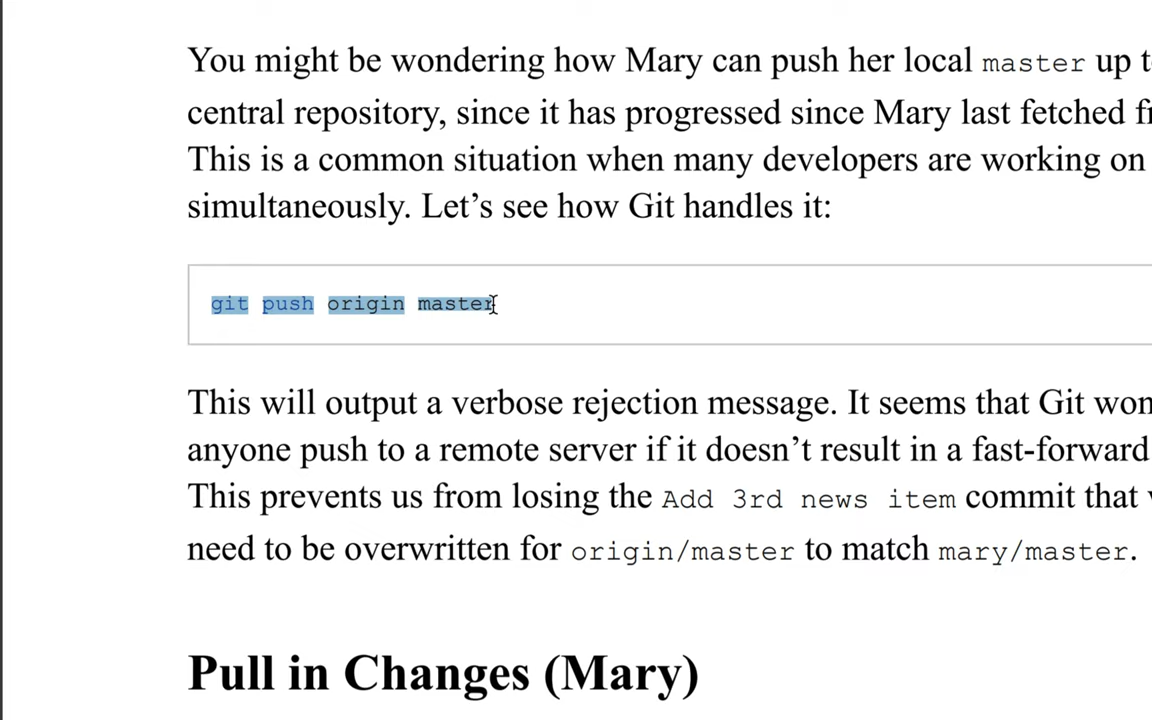 You might be wondering how Mary can push her local master up
central repository, since it has progressed since Mary last fetched
This is a common situation when many developers are working on
simultaneously. Let’s see how Git handles it:
git push origin master
This will output a verbose rejection message. It seems that Git
anyone push to a remote server if it doesn’t result in a fast-forward
This prevents us from losing the Add 3rd news item commit that
need to be overwritten for origin/master to match mary/master.
Pull in Changes (Mary)